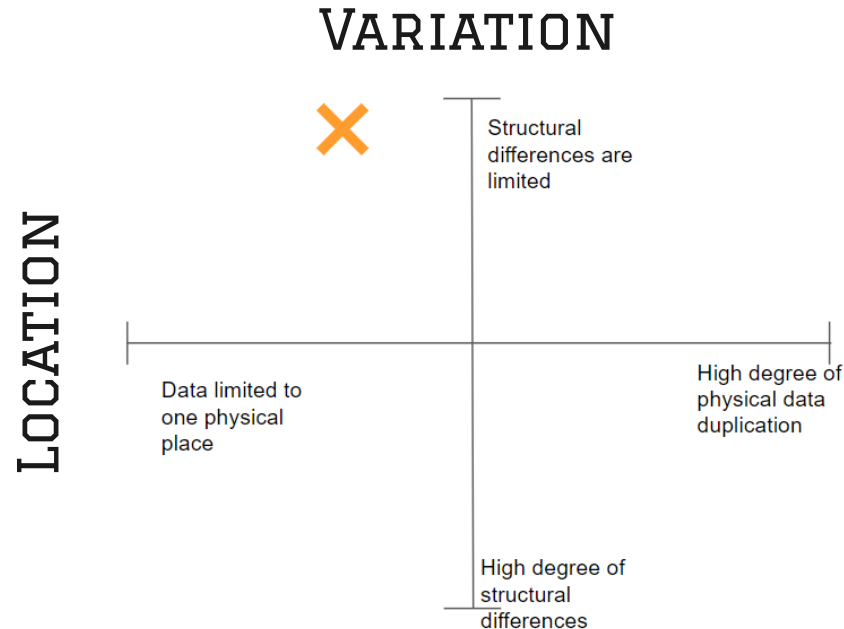 VARIATION
Structural
differences are
limited
LOCATION
Data limited to
one physical
place
High degree of
physical data
duplication
High degree of
structural
differences